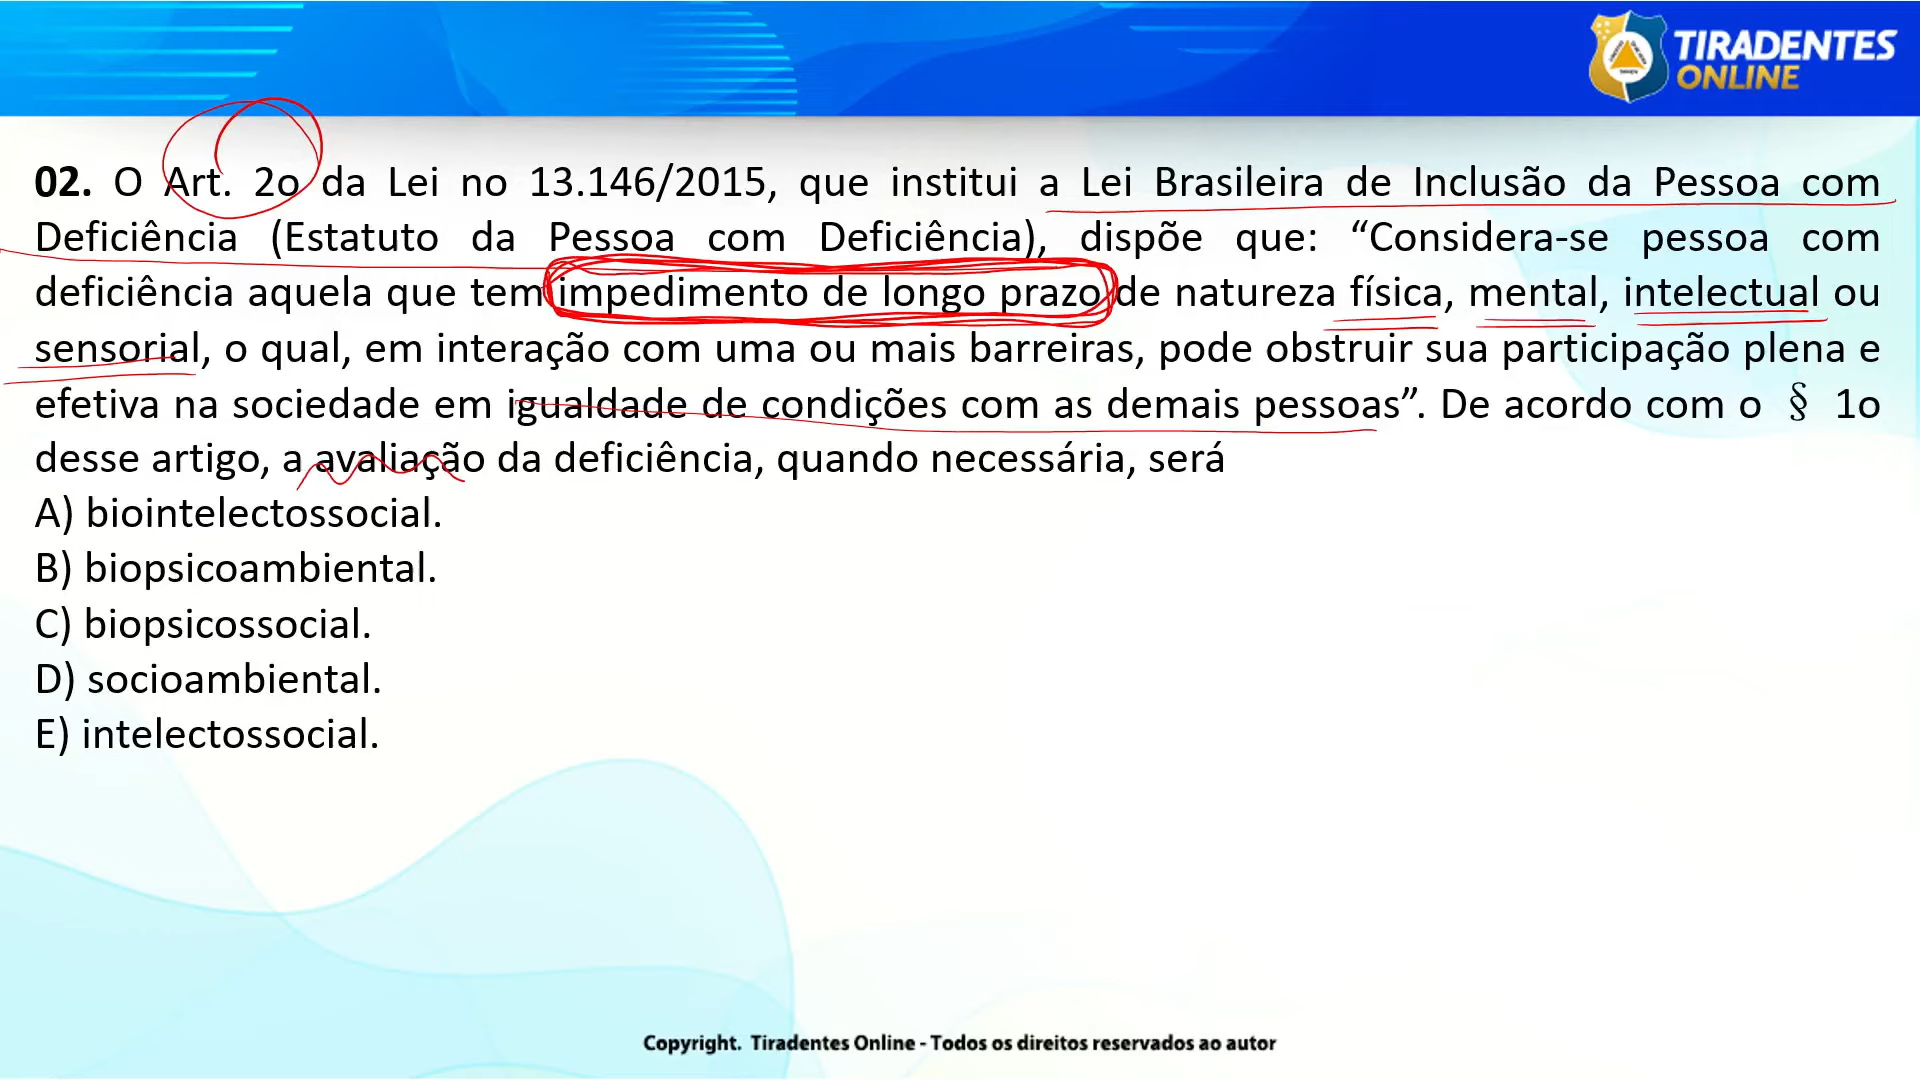 TIRADENTES
ONLINE
02. O Art. 2o da Lei no 13.146/2015, que institui a Lei Brasileira de Inclusão da Pessoa com
Deficiência (Estatuto da Pessoa com Deficiência), dispõe que: “Considera-se pessoa com
deficiência aquela que tem impedimento de longo prazo de natureza física, mental, intelectual ou
sensorial, o qual, em interação com uma ou mais barreiras, pode obstruir sua participação plena e
efetiva na sociedade em igualdade de condições com as demais pessoas”. De acordo com o § 1o
desse artigo, a avaliação da deficiência, quando necessária, será
A) biointelectossocial.
B) biopsicoambiental.
C) biopsicossocial.
D) socioambiental.
E) intelectossocial.
Copyright. Tiradentes Online - Todos os direitos reservados ao autor